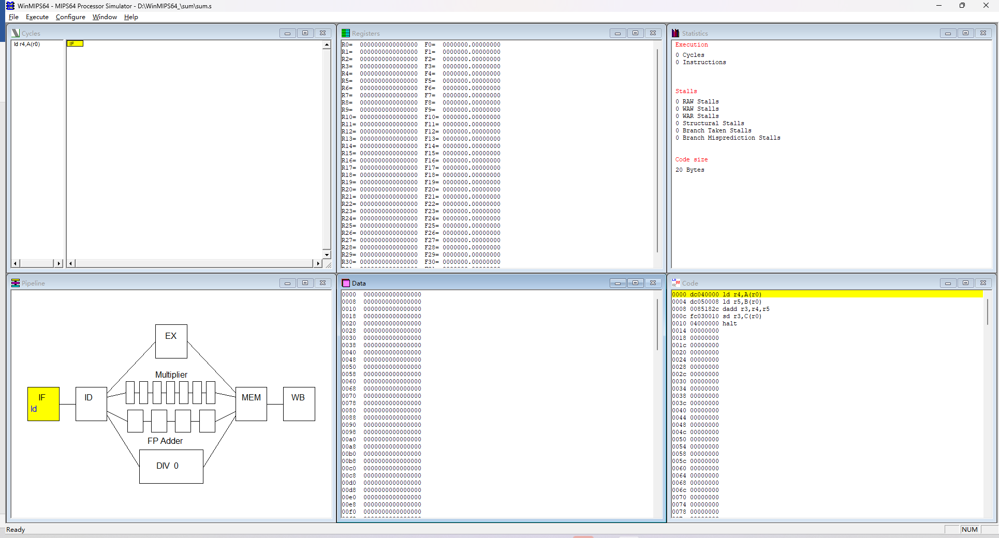 WinMIPS64 - MIPS64 Processor Simulator - D:\WinMIPS64_\sum\sum.s
File Execute Configure Window Help
Cycles
ld r4,A(r0)
IF
Registers
R0= 0000000000000000 F0= 0000000.00000000
R1= 0000000000000000 F1= 0000000.00000000
R2= 0000000000000000 F2= 0000000.00000000
R3= 0000000000000000 F3= 0000000.00000000
R4= 0000000000000000 F4= 0000000.00000000
R5= 0000000000000000 F5= 0000000.00000000
R6= 0000000000000000 F6= 0000000.00000000
R7= 0000000000000000 F7= 0000000.00000000
R8= 0000000000000000 F8= 0000000.00000000
R9= 0000000000000000 F9= 0000000.00000000
R10= 0000000000000000 F10= 0000000.00000000
R11= 0000000000000000 F11= 0000000.00000000
R12= 0000000000000000 F12= 0000000.00000000
R13= 0000000000000000 F13= 0000000.00000000
R14= 0000000000000000 F14= 0000000.00000000
R15= 0000000000000000 F15= 0000000.00000000
R16= 0000000000000000 F16= 0000000.00000000
R17= 0000000000000000 F17= 0000000.00000000
R18= 0000000000000000 F18= 0000000.00000000
R19= 0000000000000000 F19= 0000000.00000000
R20= 0000000000000000 F20= 0000000.00000000
R21= 0000000000000000 F21= 0000000.00000000
R22= 0000000000000000 F22= 0000000.00000000
R23= 0000000000000000 F23= 0000000.00000000
R24= 0000000000000000 F24= 0000000.00000000
R25= 0000000000000000 F25= 0000000.00000000
R26= 0000000000000000 F26= 0000000.00000000
R27= 0000000000000000 F27= 0000000.00000000
R28= 0000000000000000 F28= 0000000.00000000
R29= 0000000000000000 F29= 0000000.00000000
R30= 0000000000000000 F30= 0000000.00000000
Statistics
Execution
0 Cycles
0 Instructions
Stalls
0 RAW Stalls
0 WAW Stalls
0 WAR Stalls
0 Structural Stalls
0 Branch Taken Stalls
0 Branch Misprediction Stalls
Code size
20 Bytes
Pipeline
EX
Multiplier
IF
ld
ID
MEM
WB
FP Adder
DIV 0
Data
0000 0000000000000000
0008 0000000000000000
0010 0000000000000000
0018 0000000000000000
0020 0000000000000000
0028 0000000000000000
0030 0000000000000000
0038 0000000000000000
0040 0000000000000000
0048 0000000000000000
0050 0000000000000000
0058 0000000000000000
0060 0000000000000000
0068 0000000000000000
0070 0000000000000000
0078 0000000000000000
0080 0000000000000000
0088 0000000000000000
0090 0000000000000000
0098 0000000000000000
00a0 0000000000000000
00a8 0000000000000000
00b0 0000000000000000
00b8 0000000000000000
00c0 0000000000000000
00c8 0000000000000000
00d0 0000000000000000
00d8 0000000000000000
00e0 0000000000000000
00e8 0000000000000000
00f0 0000000000000000
Code
0000 dc040000 ld r4,A(r0)
0004 dc050008 ld r5,B(r0)
0008 0085182c dadd r3,r4,r5
000c fc030010 sd r3,C(r0)
0010 04000000 halt
0014 00000000
0018 00000000
001c 00000000
0020 00000000
0024 00000000
0028 00000000
002c 00000000
0030 00000000
0034 00000000
0038 00000000
003c 00000000
0040 00000000
0044 00000000
0048 00000000
004c 00000000
0050 00000000
0054 00000000
0058 00000000
005c 00000000
0060 00000000
0064 00000000
0068 00000000
006c 00000000
0070 00000000
0074 00000000
0078 00000000
Ready
NUM